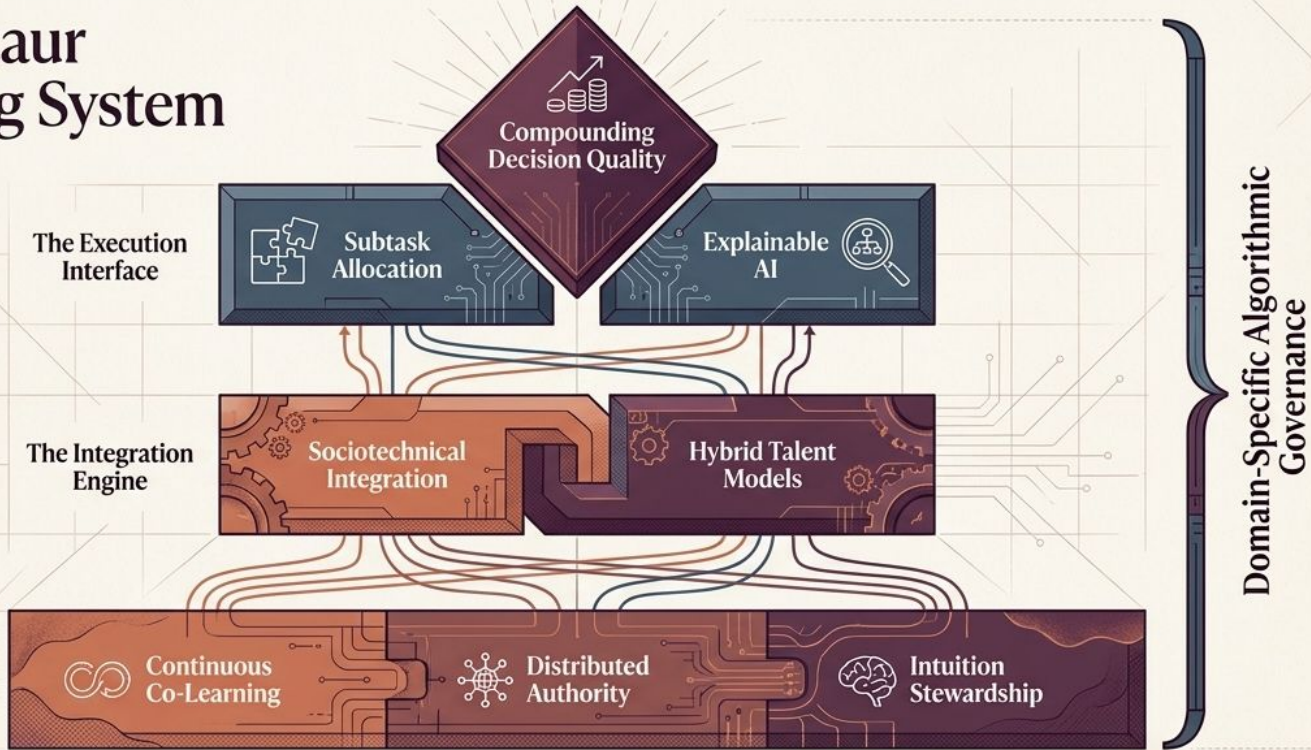 aur
g System
Compounding
Decision Quality
The Execution
Interface
Subtask
Allocation
Explainable
AI
The Integration
Engine
Sociotechnical
Integration
Hybrid Talent
Models
Continuous
Co-Learning
Distributed
Authority
Intuition
Stewardship
Domain-Specific Algorithmic
Governance